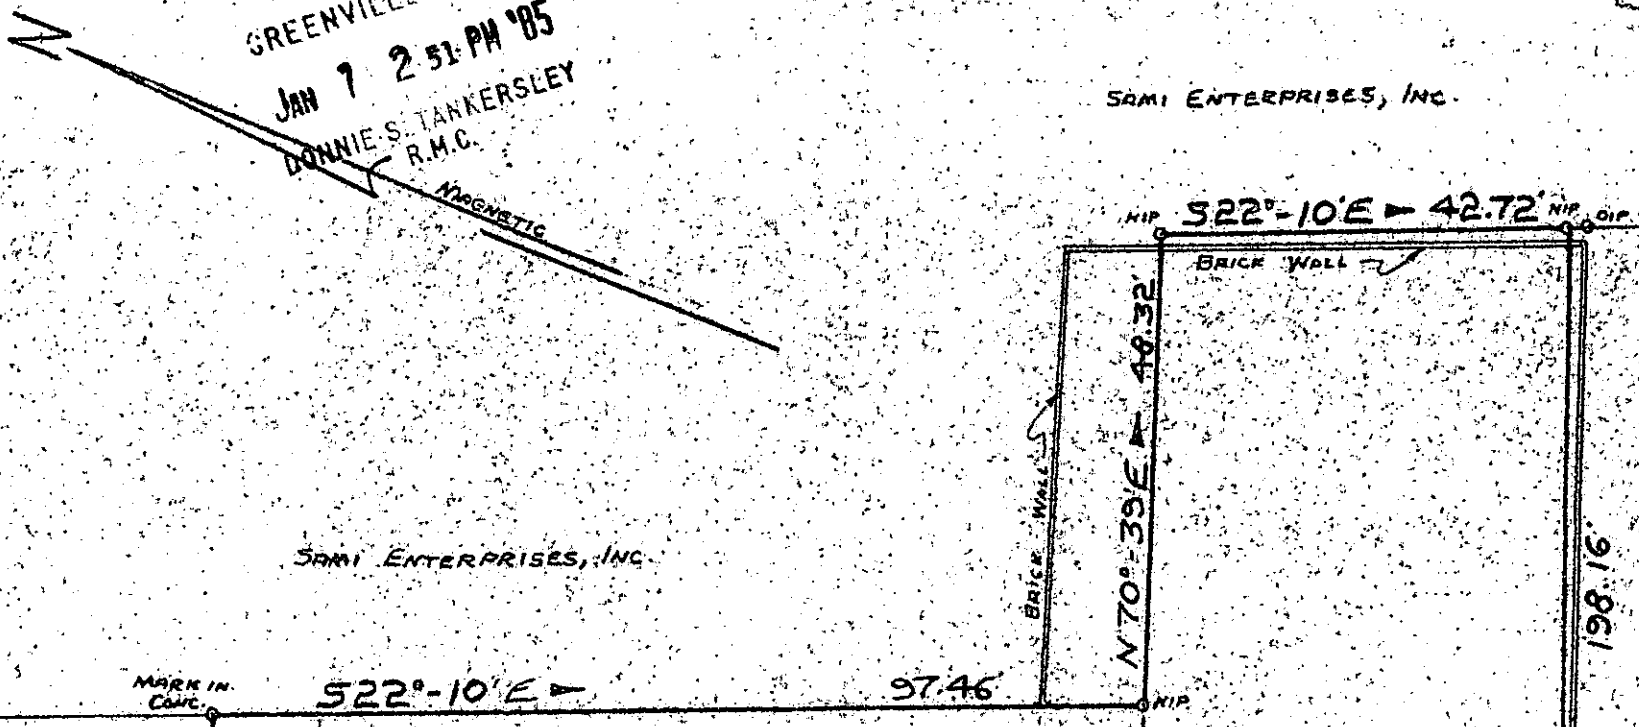 GREENVILLE
JAN 7 2 51 PM '85
DONNIE S. TANKERSLEY
R.M.C.
MAGNETIC
SAMI ENTERPRISES, INC.
NIP S22°-10'E 42.72' NIP OIP
BRICK WALL
N70°-39'E 48.32'
BRICK WALL
198.16'
SAMI ENTERPRISES, INC.
MARK IN
CONC.
S22°-10'E 97.46'
NIP